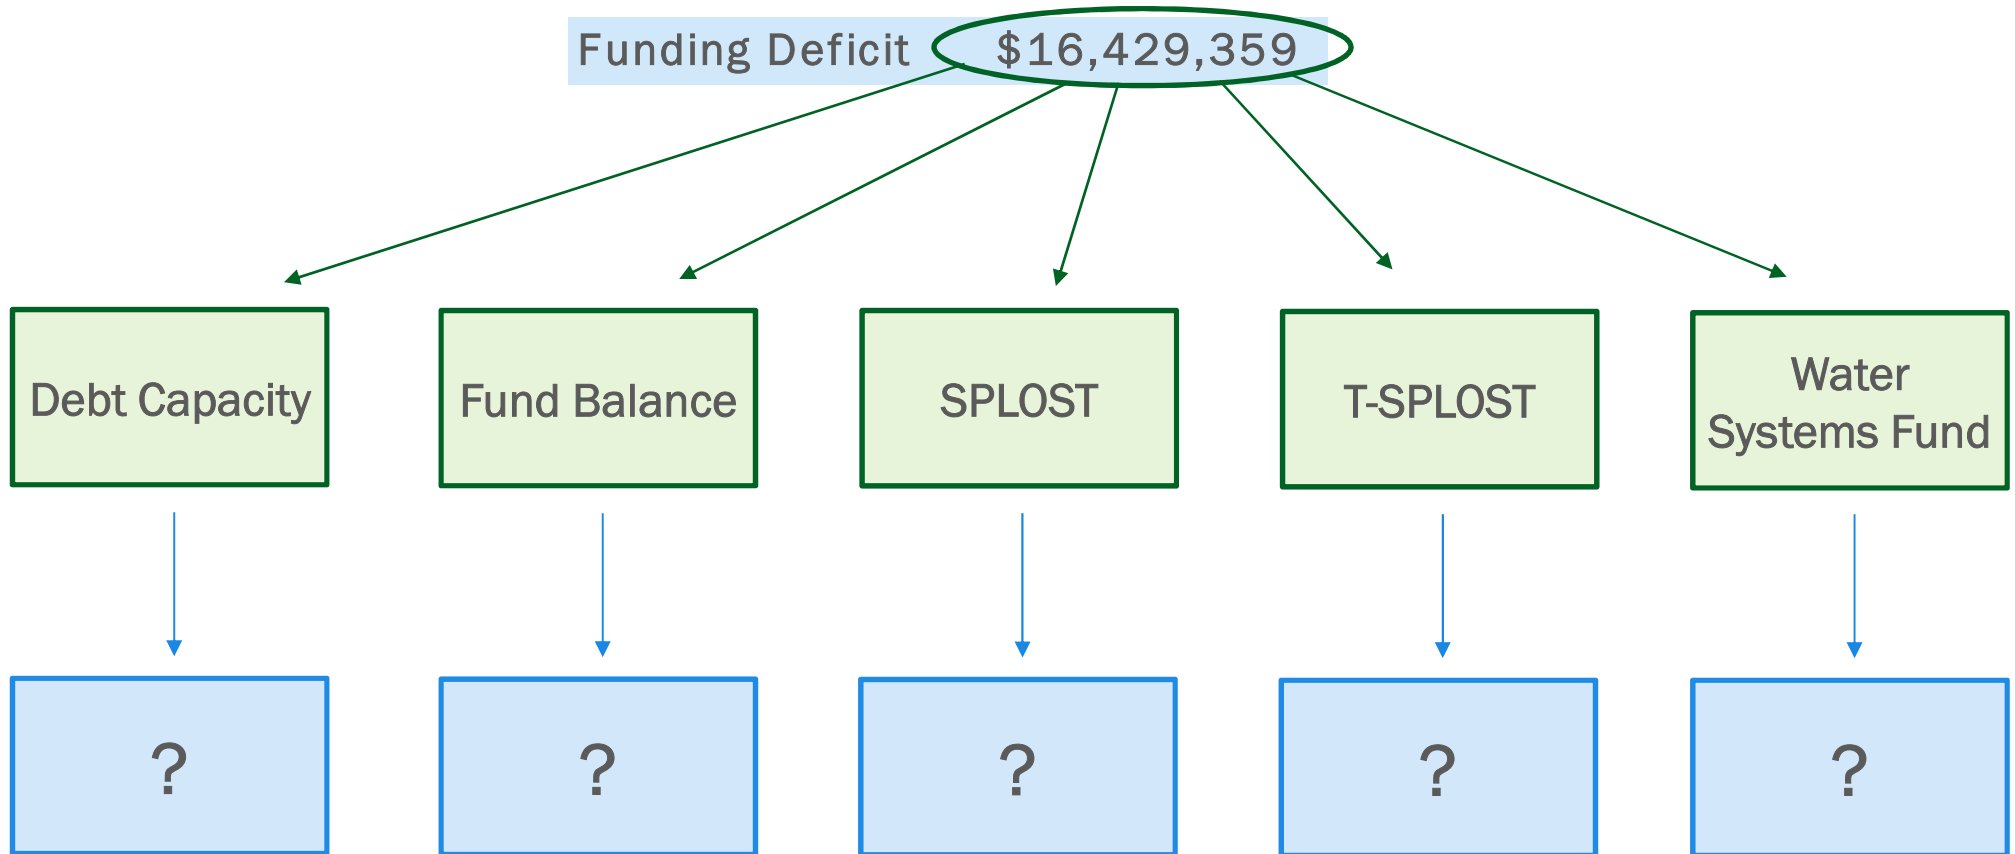 Funding Deficit $16,429,359
Debt Capacity
Fund Balance
SPLOST
T-SPLOST
Water
Systems Fund
?
?
?
?
?